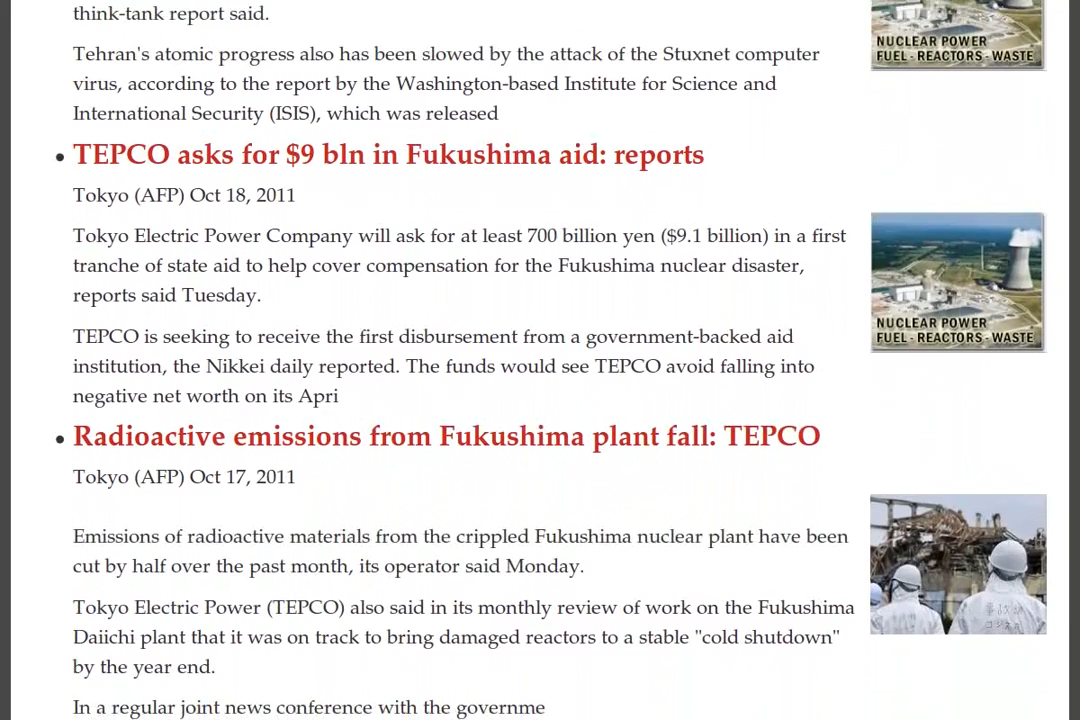 think-tank report said.
NUCLEAR POWER
FUEL - REACTORS - WASTE
Tehran's atomic progress also has been slowed by the attack of the Stuxnet computer
virus, according to the report by the Washington-based Institute for Science and
International Security (ISIS), which was released
• TEPCO asks for $9 bln in Fukushima aid: reports
Tokyo (AFP) Oct 18, 2011
Tokyo Electric Power Company will ask for at least 700 billion yen ($9.1 billion) in a first
tranche of state aid to help cover compensation for the Fukushima nuclear disaster,
reports said Tuesday.
NUCLEAR POWER
FUEL - REACTORS - WASTE
TEPCO is seeking to receive the first disbursement from a government-backed aid
institution, the Nikkei daily reported. The funds would see TEPCO avoid falling into
negative net worth on its Apri
• Radioactive emissions from Fukushima plant fall: TEPCO
Tokyo (AFP) Oct 17, 2011
Emissions of radioactive materials from the crippled Fukushima nuclear plant have been
cut by half over the past month, its operator said Monday.
Tokyo Electric Power (TEPCO) also said in its monthly review of work on the Fukushima
Daiichi plant that it was on track to bring damaged reactors to a stable "cold shutdown"
by the year end.
In a regular joint news conference with the governme